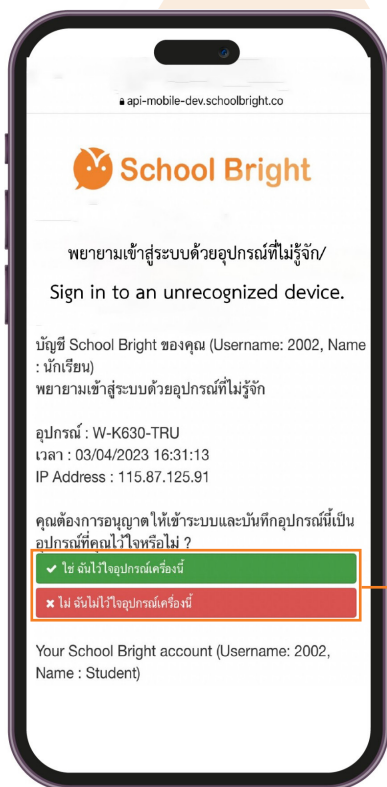 api-mobile-dev.schoolbright.co
School Bright
พยายามเข้าสู่ระบบด้วยอุปกรณ์ที่ไม่รู้จัก/
Sign in to an unrecognized device.
บัญชี School Bright ของคุณ (Username: 2002, Name
: นักเรียน)
พยายามเข้าสู่ระบบด้วยอุปกรณ์ที่ไม่รู้จัก
อุปกรณ์ : W-K630-TRU
เวลา : 03/04/2023 16:31:13
IP Address : 115.87.125.91
คุณต้องการอนุญาต ให้เข้าระบบและบันทึกอุปกรณ์นี้เป็น
อุปกรณ์ที่คุณไว้ใจหรือไม่ ?
✔ ใช่ ฉันไว้ใจอุปกรณ์เครื่องนี้
✖ ไม่ ฉันไม่ไว้ใจอุปกรณ์เครื่องนี้
Your School Bright account (Username: 2002,
Name : Student)